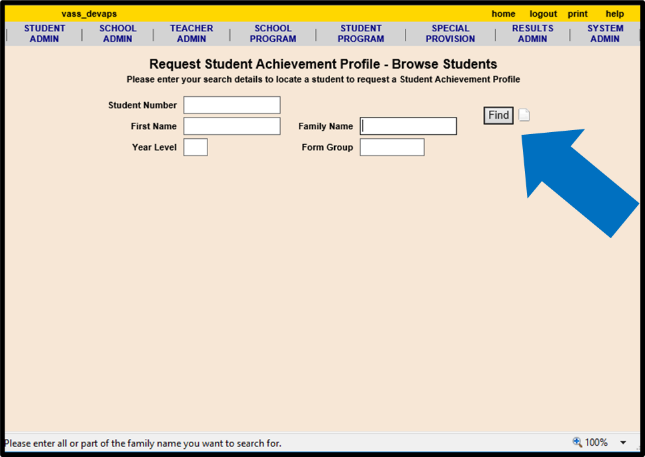 vass_devaps home logout print help
STUDENT ADMIN | SCHOOL ADMIN | TEACHER ADMIN | SCHOOL PROGRAM | STUDENT PROGRAM | SPECIAL PROVISION | RESULTS ADMIN | SYSTEM ADMIN
Request Student Achievement Profile - Browse Students
Please enter your search details to locate a student to request a Student Achievement Profile
Student Number
Find
First Name Family Name
Year Level Form Group
Please enter all or part of the family name you want to search for. 100%